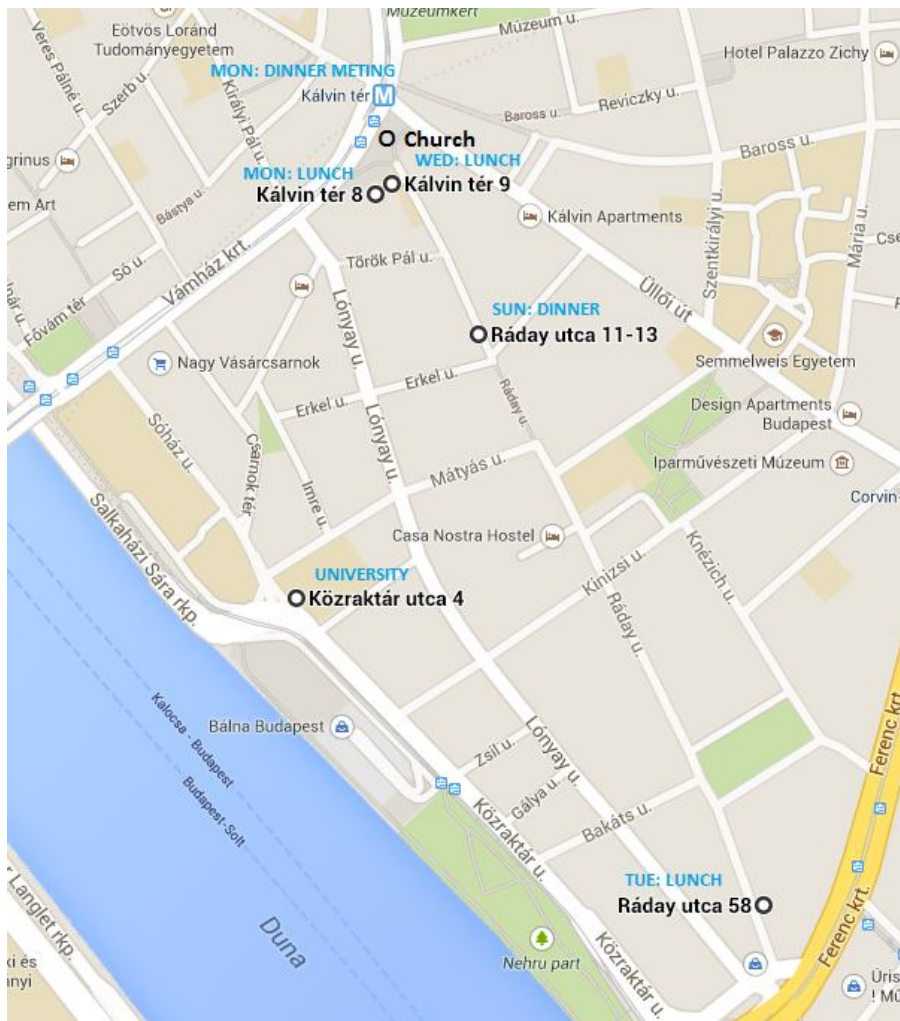 Múzeumkert
Eötvös Loránd
Tudományegyetem
Múzeum u.
Hotel Palazzo Zichy
Veres Pálné u.
Szerb u.
Királyi Pál u.
MON: DINNER METING
Kálvin tér M
Reviczky u.
Baross u.
Church
Baross u.
grinus
WED: LUNCH
MON: LUNCH
Kálvin tér 9
Kálvin tér 8
em Art
Bástya u.
Kálvin Apartments
Szentkirályi u.
Mária u.
Só u.
Vámház krt.
Török Pál u.
Üllői út
Fővám tér
Lónyay u.
SUN: DINNER
Ráday utca 11-13
Nagy Vásárcsarnok
Semmelweis Egyetem
Erkel u.
Erkel u.
Ráday u.
Design Apartments
Budapest
Sóház u.
Csarnok tér
Lónyay u.
Mátyás u.
Iparművészeti Múzeum
Imre u.
Corvin-
Salkaházi Sára rkp.
Casa Nostra Hostel
Kinizsi u.
Knézich u.
UNIVERSITY
Közraktár utca 4
Ráday u.
Kalocsa - Budapest
Budapest-Solt
Bálna Budapest
Lónyay u.
Zsil u.
Ferenc krt.
Gálya u.
Közraktár u.
Bakáts u.
TUE: LUNCH
Ráday utca 58
r Langlet rkp.
Duna
Nehru part
Közraktár u.
Ferenc krt.
ki és
nyi
Úris
! Mű